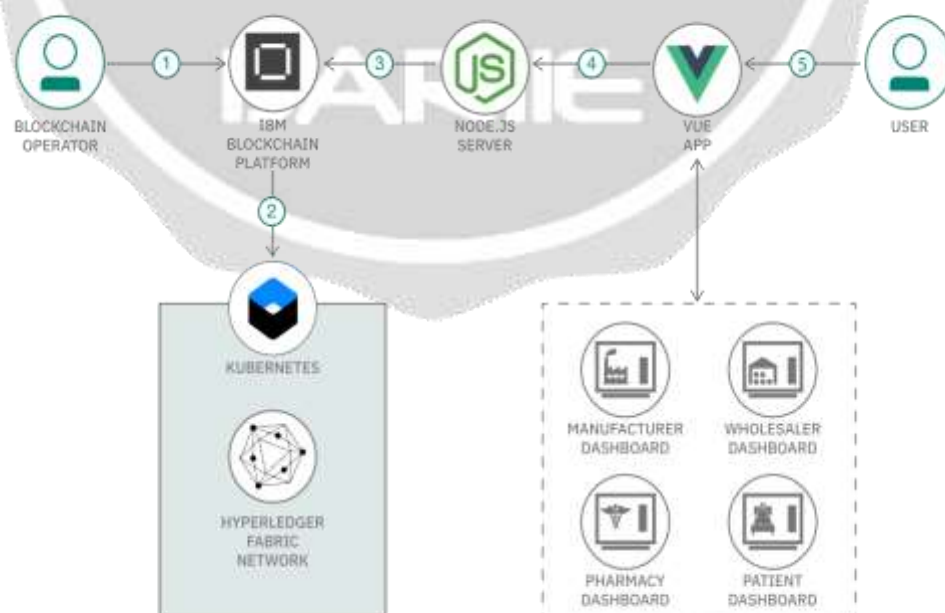 1
3
4
5
BLOCKCHAIN
OPERATOR
IBM
BLOCKCHAIN
PLATFORM
NODE.JS
SERVER
VUE
APP
USER
JS
2
KUBERNETES
HYPERLEDGER
FABRIC
NETWORK
MANUFACTURER
DASHBOARD
WHOLESALER
DASHBOARD
PHARMACY
DASHBOARD
PATIENT
DASHBOARD